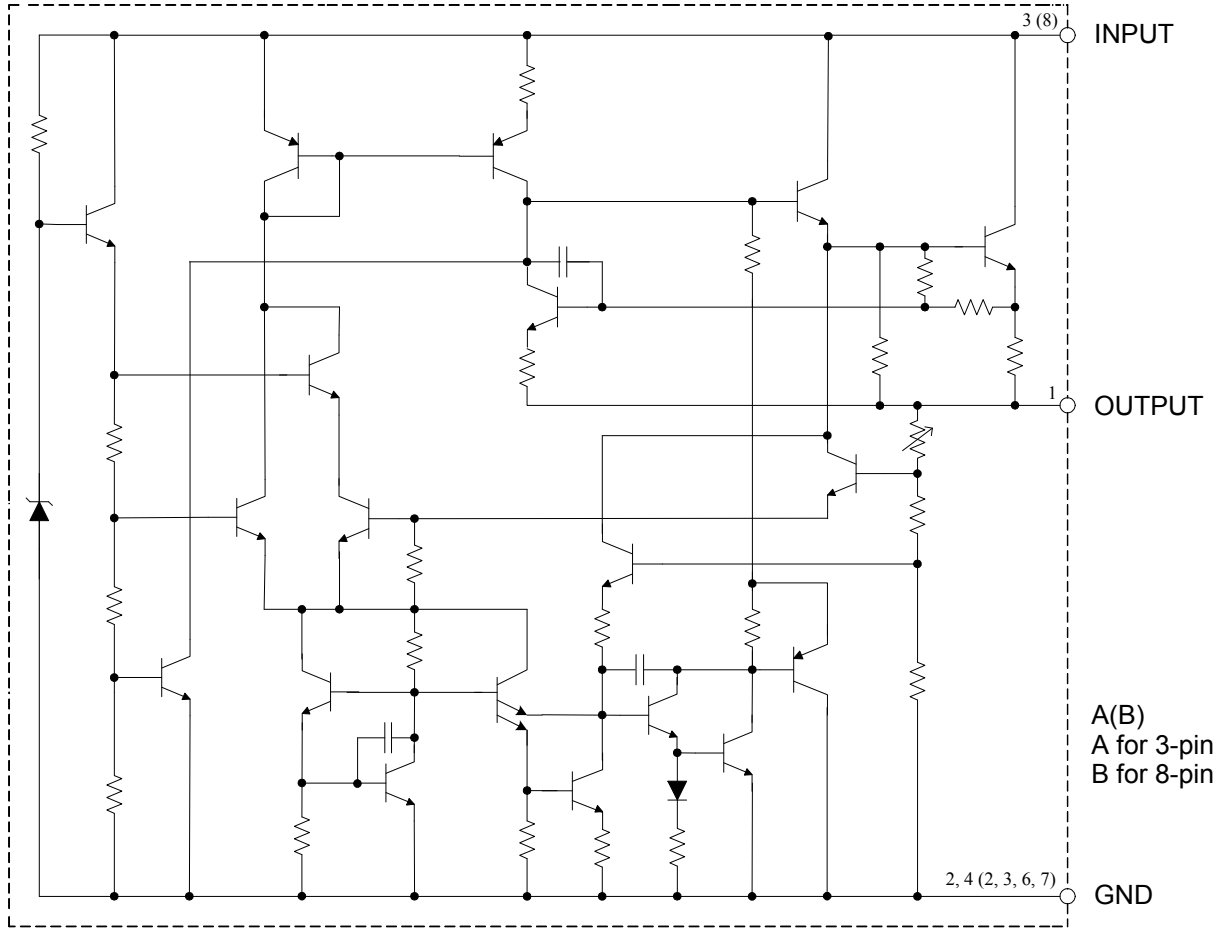 3 (8)
INPUT
1
OUTPUT
A(B)
A for 3-pin
B for 8-pin
2, 4 (2, 3, 6, 7)
GND